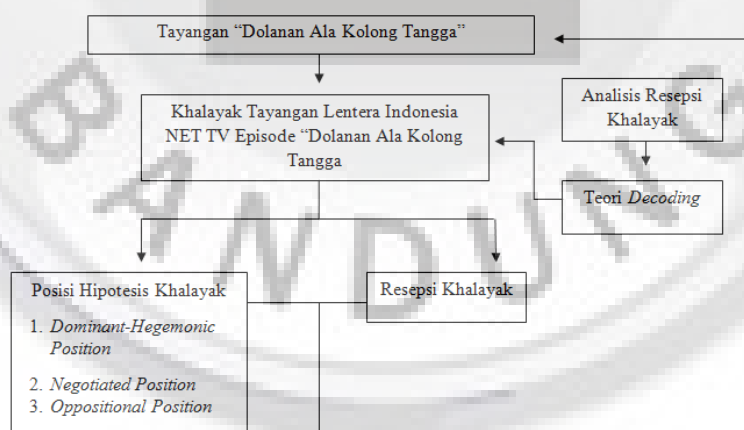 Tayangan “Dolanan Ala Kolong Tangga”
Khalayak Tayangan Lentera Indonesia
NET TV Episode “Dolanan Ala Kolong
Tangga
Analisis Resepsi
Khalayak
Teori Decoding
Posisi Hipotesis Khalayak
1. Dominant-Hegemonic
Position
2. Negotiated Position
3. Oppositional Position
Resepsi Khalayak
BANDUNG